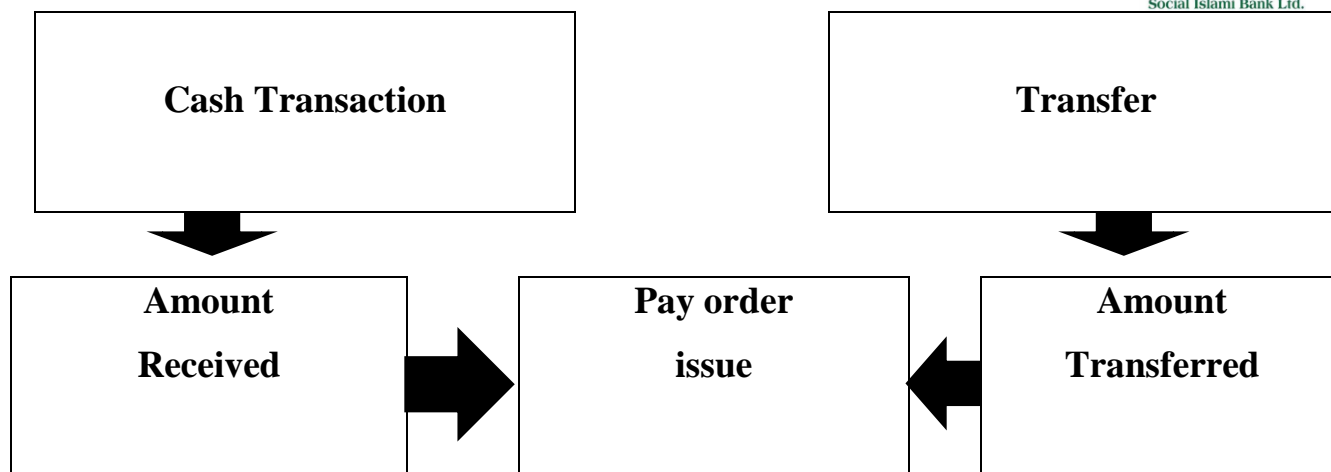 Social Islami Bank Ltd.
Cash Transaction
Transfer
Amount
Received
Pay order
issue
Amount
Transferred